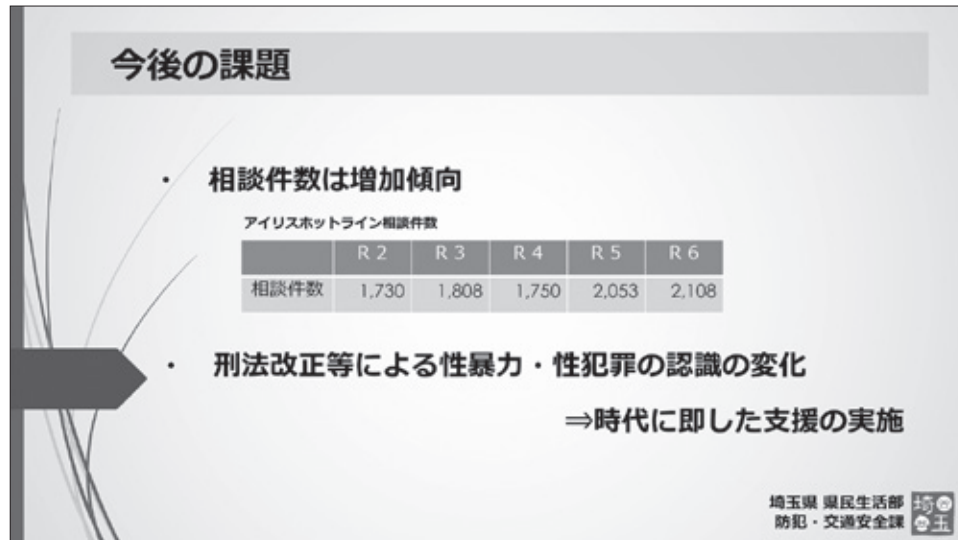 今後の課題
・ 相談件数は増加傾向
アイリスホットライン相談件数
R2 R3 R4 R5 R6
相談件数 1,730 1,808 1,750 2,053 2,108
・ 刑法改正等による性暴力・性犯罪の認識の変化
⇒時代に即した支援の実施
埼玉県 県民生活部
防犯・交通安全課
埼玉